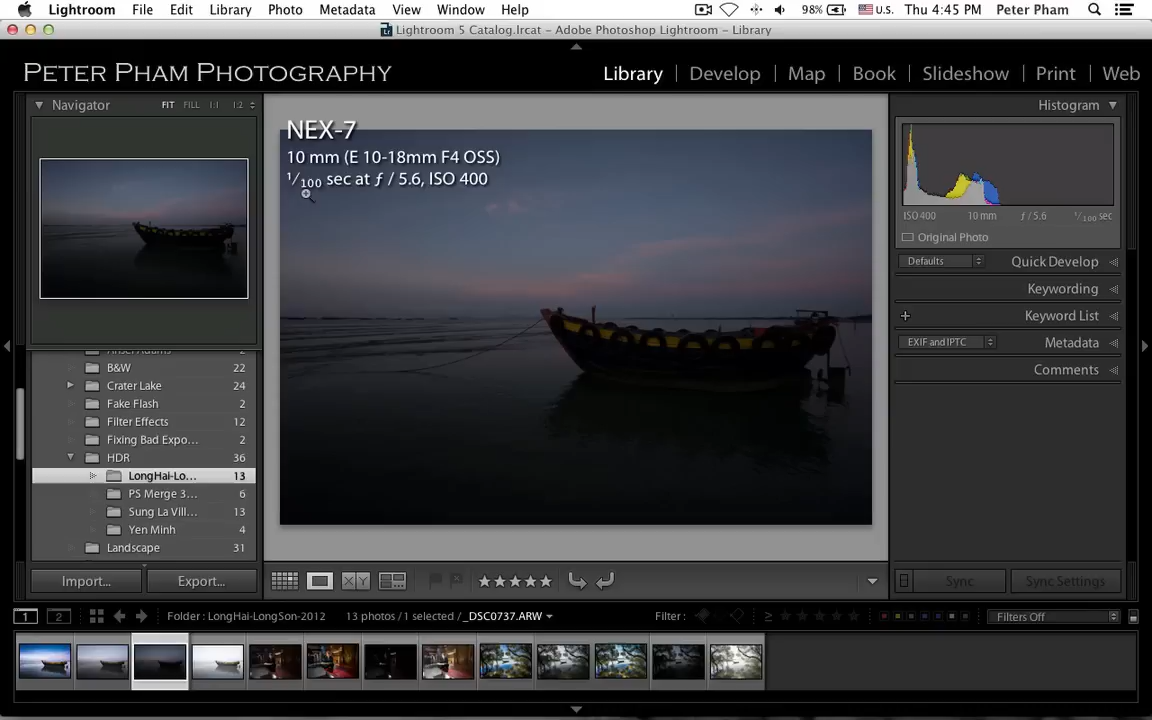 Lightroom File Edit Library Photo Metadata View Window Help 98% U.S. Thu 4:45 PM Peter Pham
Lightroom 5 Catalog.lrcat – Adobe Photoshop Lightroom – Library
PETER PHAM PHOTOGRAPHY
Library | Develop | Map | Book | Slideshow | Print | Web
Navigator FIT FILL 1:1 1:2
Histogram
NEX-7
10 mm (E 10-18mm F4 OSS)
1/100 sec at ƒ / 5.6, ISO 400
ISO 400 10 mm ƒ / 5.6 1/100 sec
Original Photo
Defaults Quick Develop
Keywording
Keyword List
EXIF and IPTC Metadata
Comments
Ansel Adams 2
B&W 22
Crater Lake 24
Fake Flash 2
Filter Effects 12
Fixing Bad Expo... 2
HDR 36
LongHai-Lo... 13
PS Merge 3... 6
Sung La Vill... 13
Yen Minh 4
Landscape 31
Import... Export...
XY
Sync Sync Settings
1 2 Folder : LongHai-LongSon-2012 13 photos / 1 selected / _DSC0737.ARW Filter : Filters Off